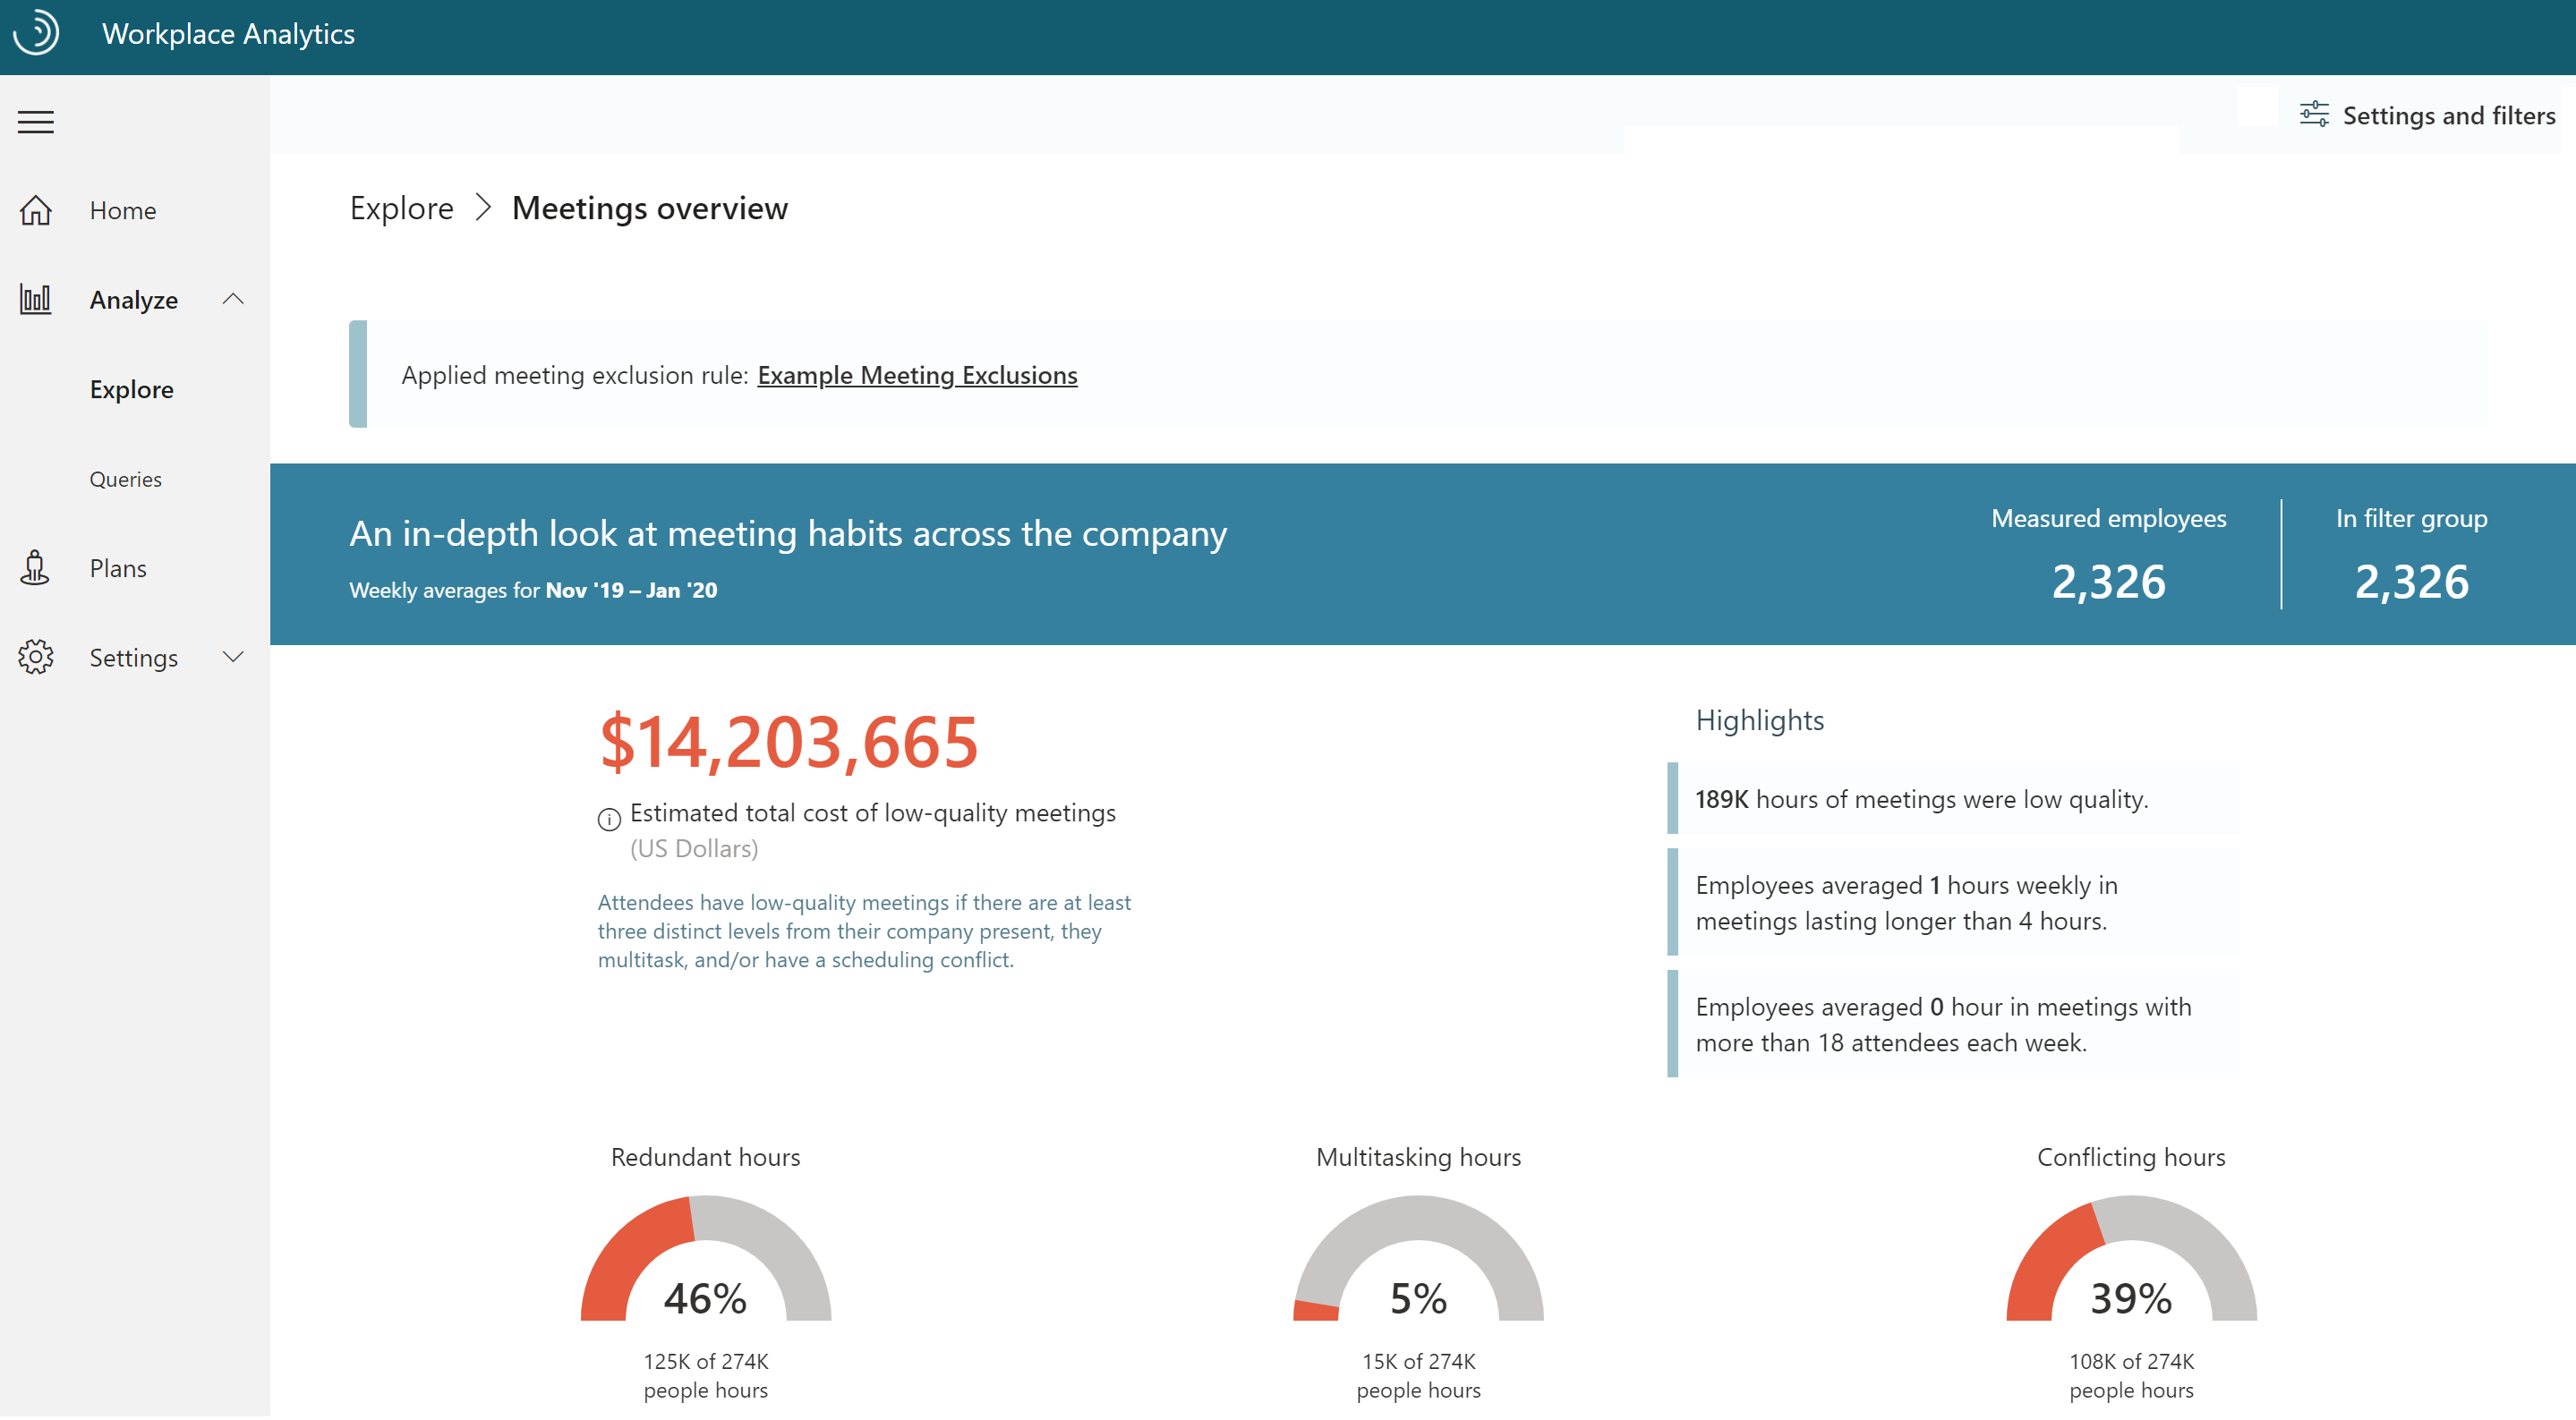 Workplace Analytics
Settings and filters
Home
Analyze
Explore
Queries
Plans
Settings
Explore > Meetings overview
Applied meeting exclusion rule: Example Meeting Exclusions
An in-depth look at meeting habits across the company
Weekly averages for Nov '19 – Jan '20
Measured employees
2,326
In filter group
2,326
$14,203,665
Estimated total cost of low-quality meetings
(US Dollars)
Attendees have low-quality meetings if there are at least
three distinct levels from their company present, they
multitask, and/or have a scheduling conflict.
Highlights
189K hours of meetings were low quality.
Employees averaged 1 hours weekly in
meetings lasting longer than 4 hours.
Employees averaged 0 hour in meetings with
more than 18 attendees each week.
Redundant hours
46%
125K of 274K
people hours
Multitasking hours
5%
15K of 274K
people hours
Conflicting hours
39%
108K of 274K
people hours